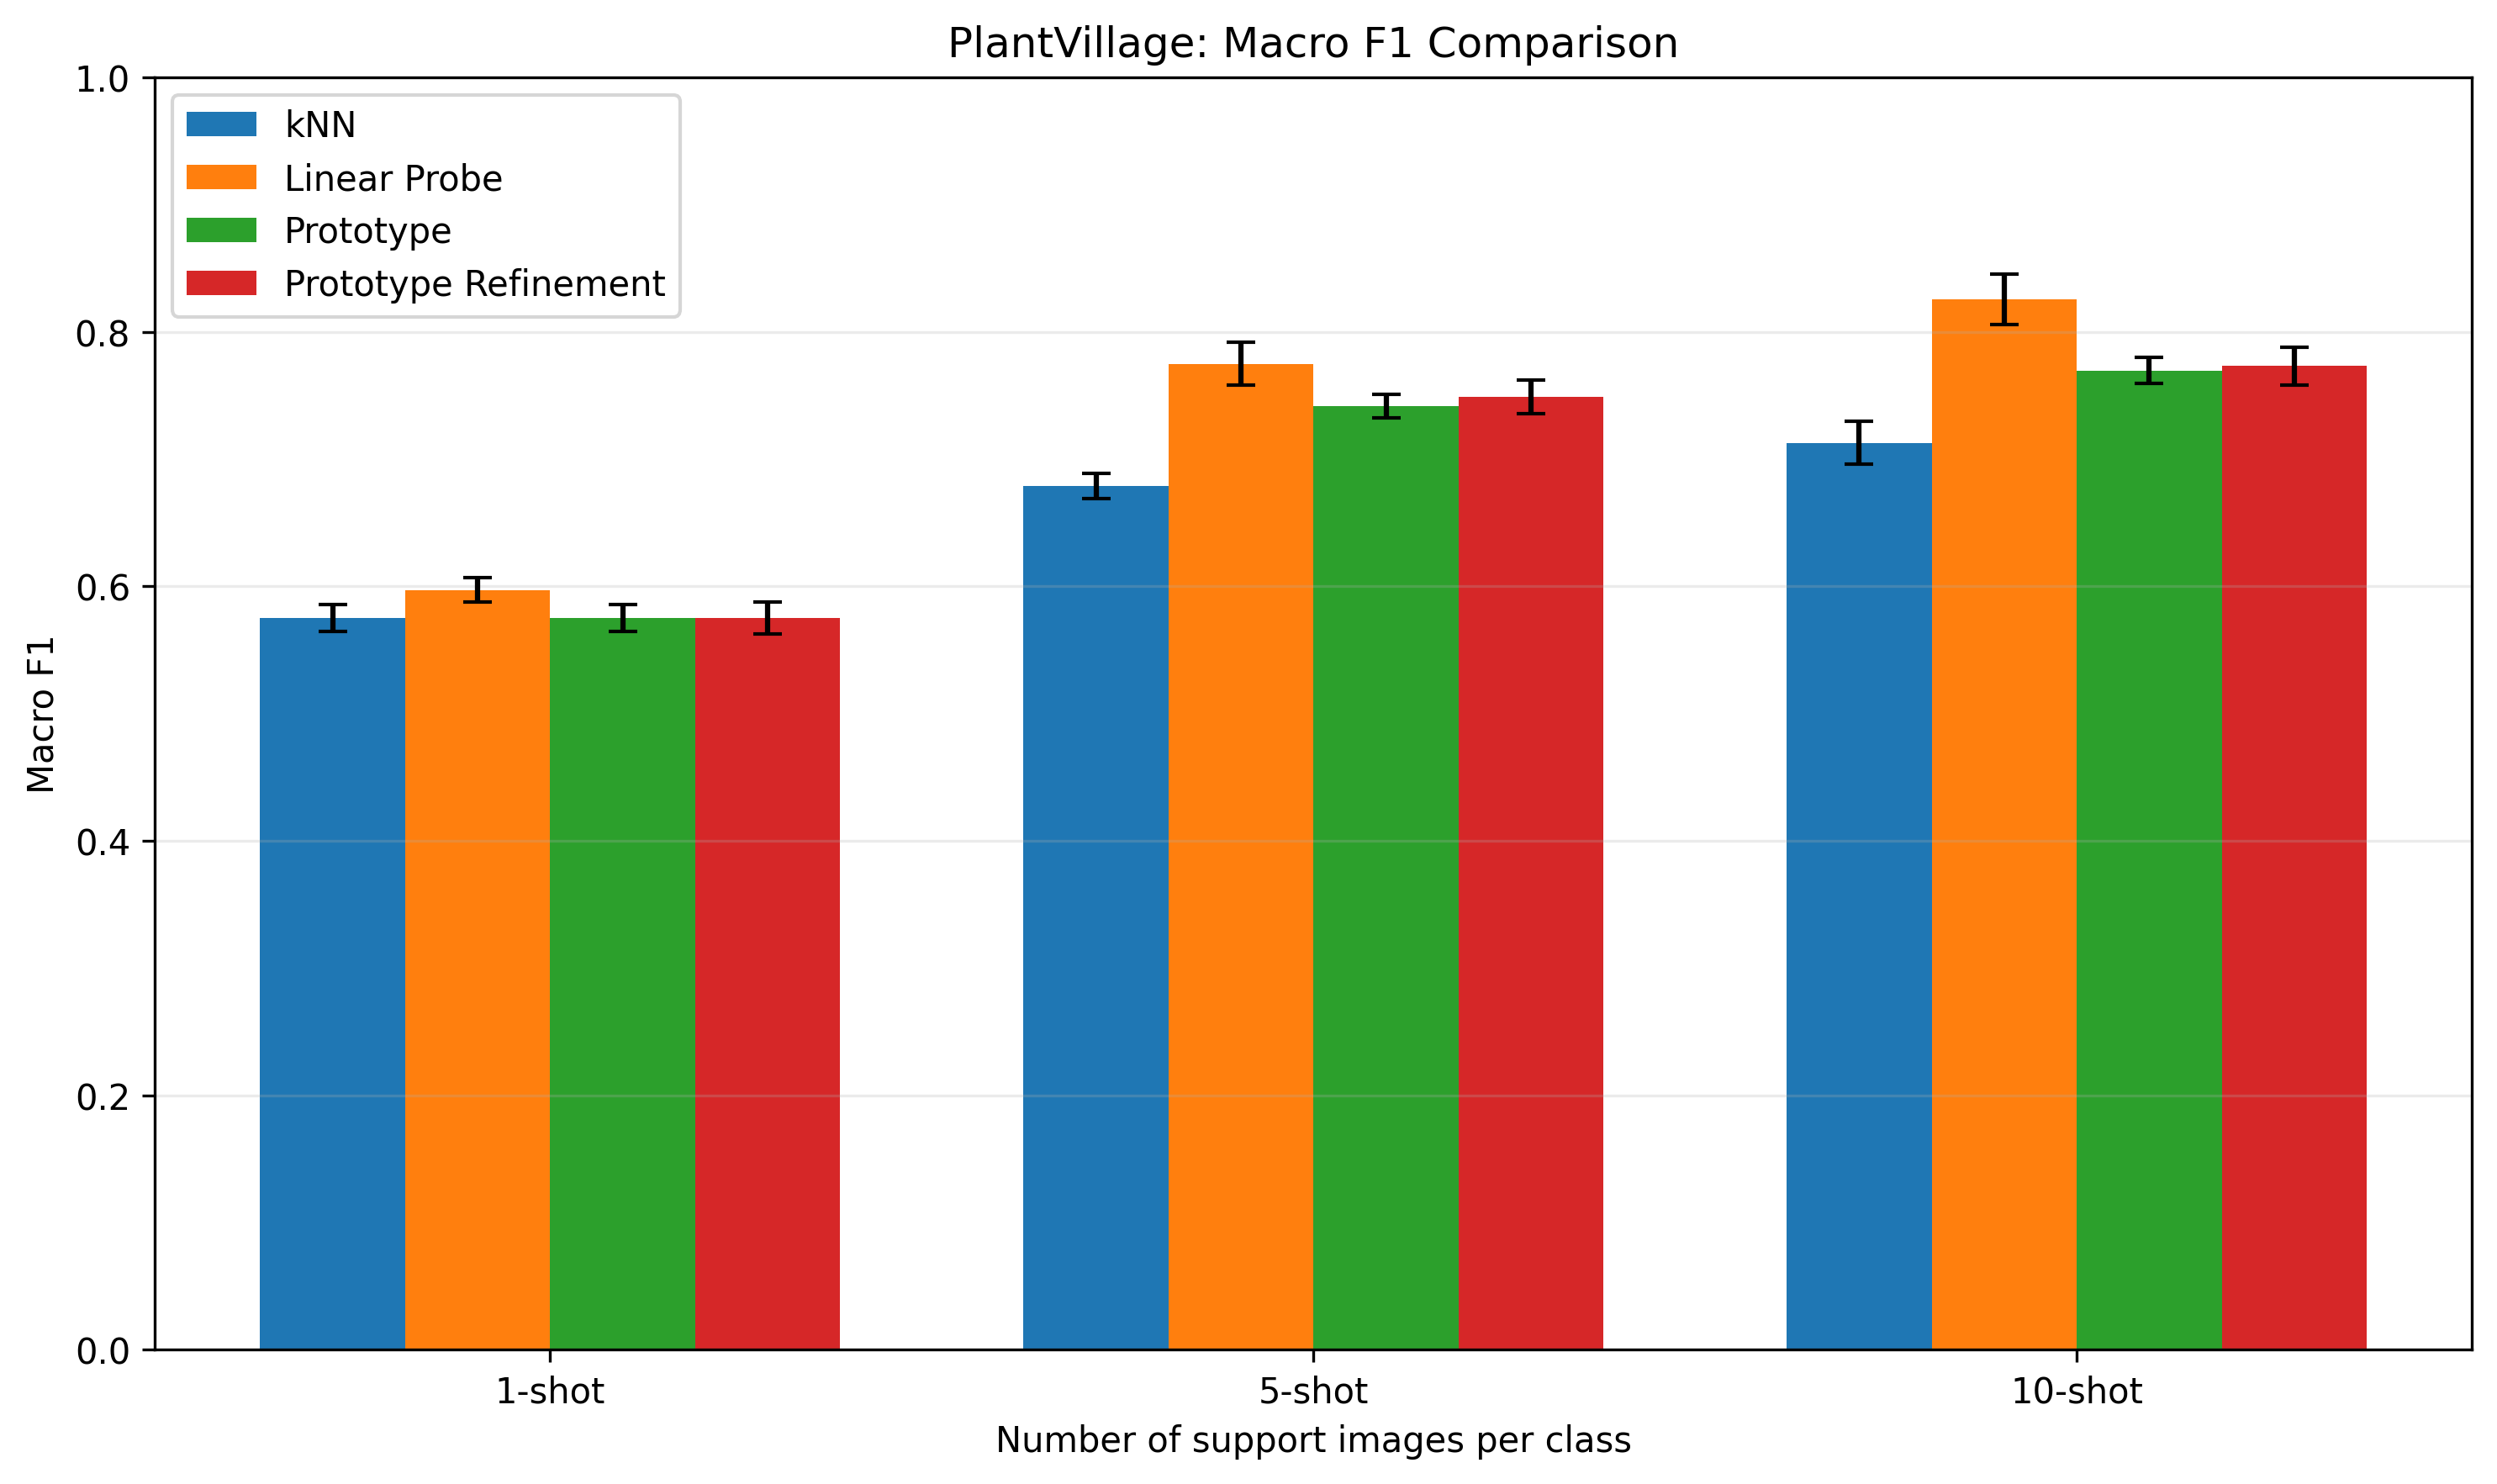 PlantVillage: Macro F1 Comparison
1.0
0.8
0.6
0.4
0.2
0.0
Macro F1
kNN
Linear Probe
Prototype
Prototype Refinement
1-shot
5-shot
10-shot
Number of support images per class